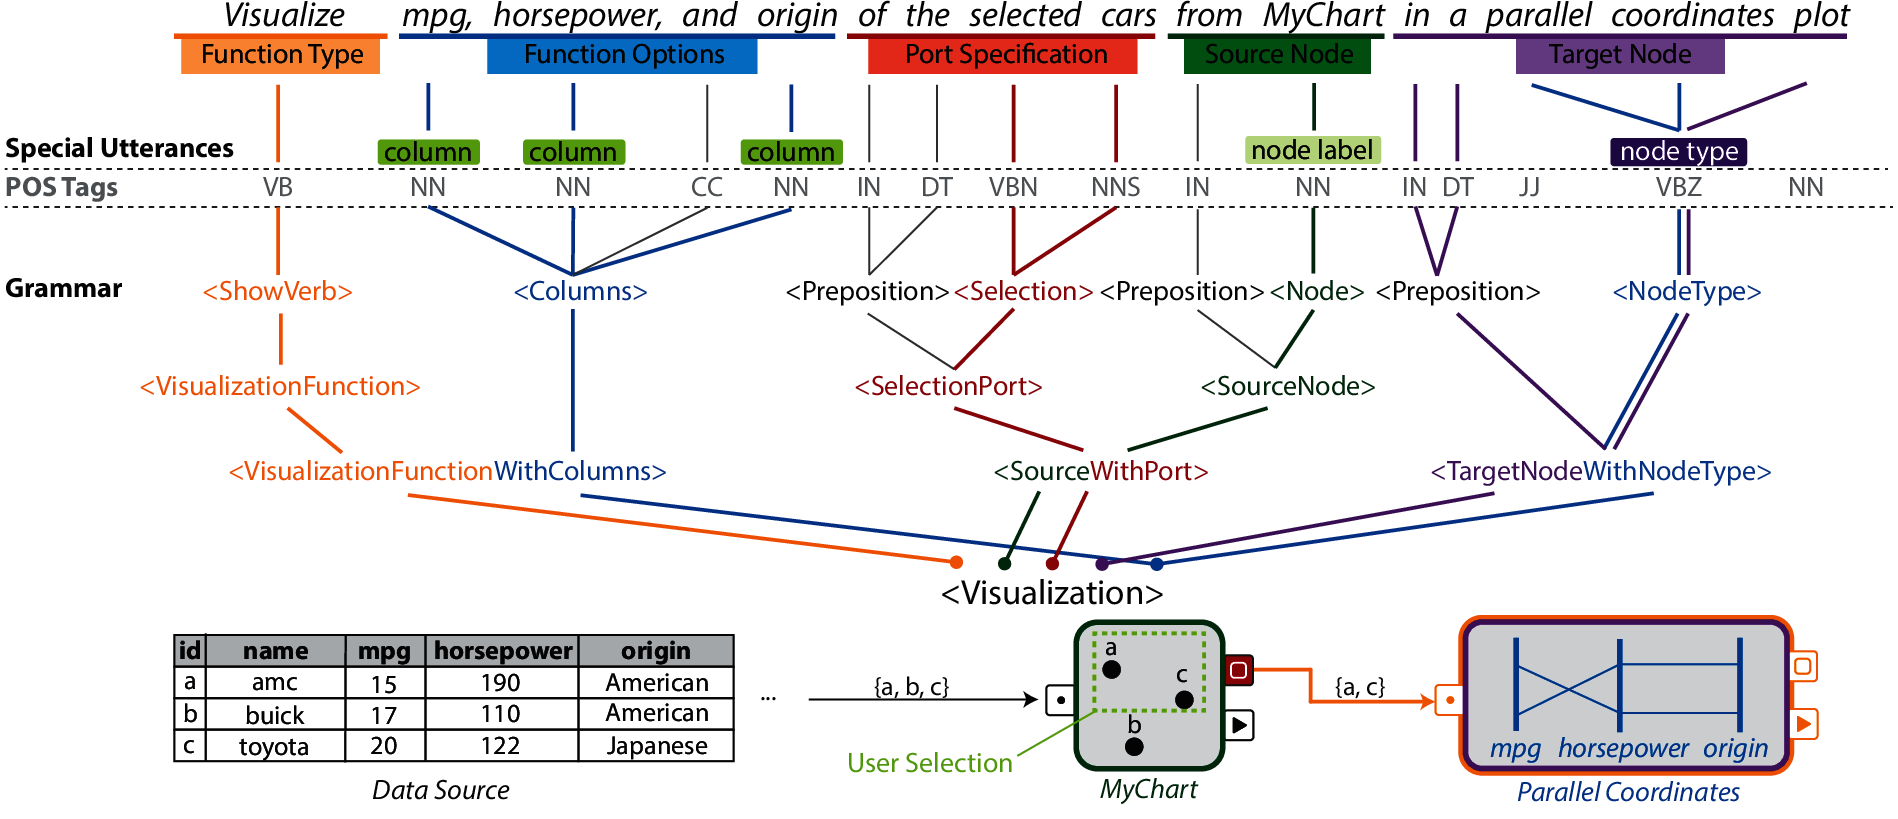 Visualize mpg, horsepower, and origin of the selected cars from MyChart in a parallel coordinates plot
Function Type Function Options Port Specification Source Node Target Node
Special Utterances column column column node label node type
POS Tags VB NN NN CC NN IN DT VBN NNS IN NN IN DT JJ VBZ NN
Grammar <ShowVerb> <Columns> <Preposition> <Selection> <Preposition> <Node> <Preposition> <NodeType>
<VisualizationFunction> <SelectionPort> <SourceNode>
<VisualizationFunctionWithColumns> <SourceWithPort> <TargetNodeWithNodeType>
<Visualization>
id name mpg horsepower origin
a amc 15 190 American
b buick 17 110 American
c toyota 20 122 Japanese
Data Source
...
{a, b, c}
a
c
b
User Selection
MyChart
{a, c}
mpg horsepower origin
Parallel Coordinates